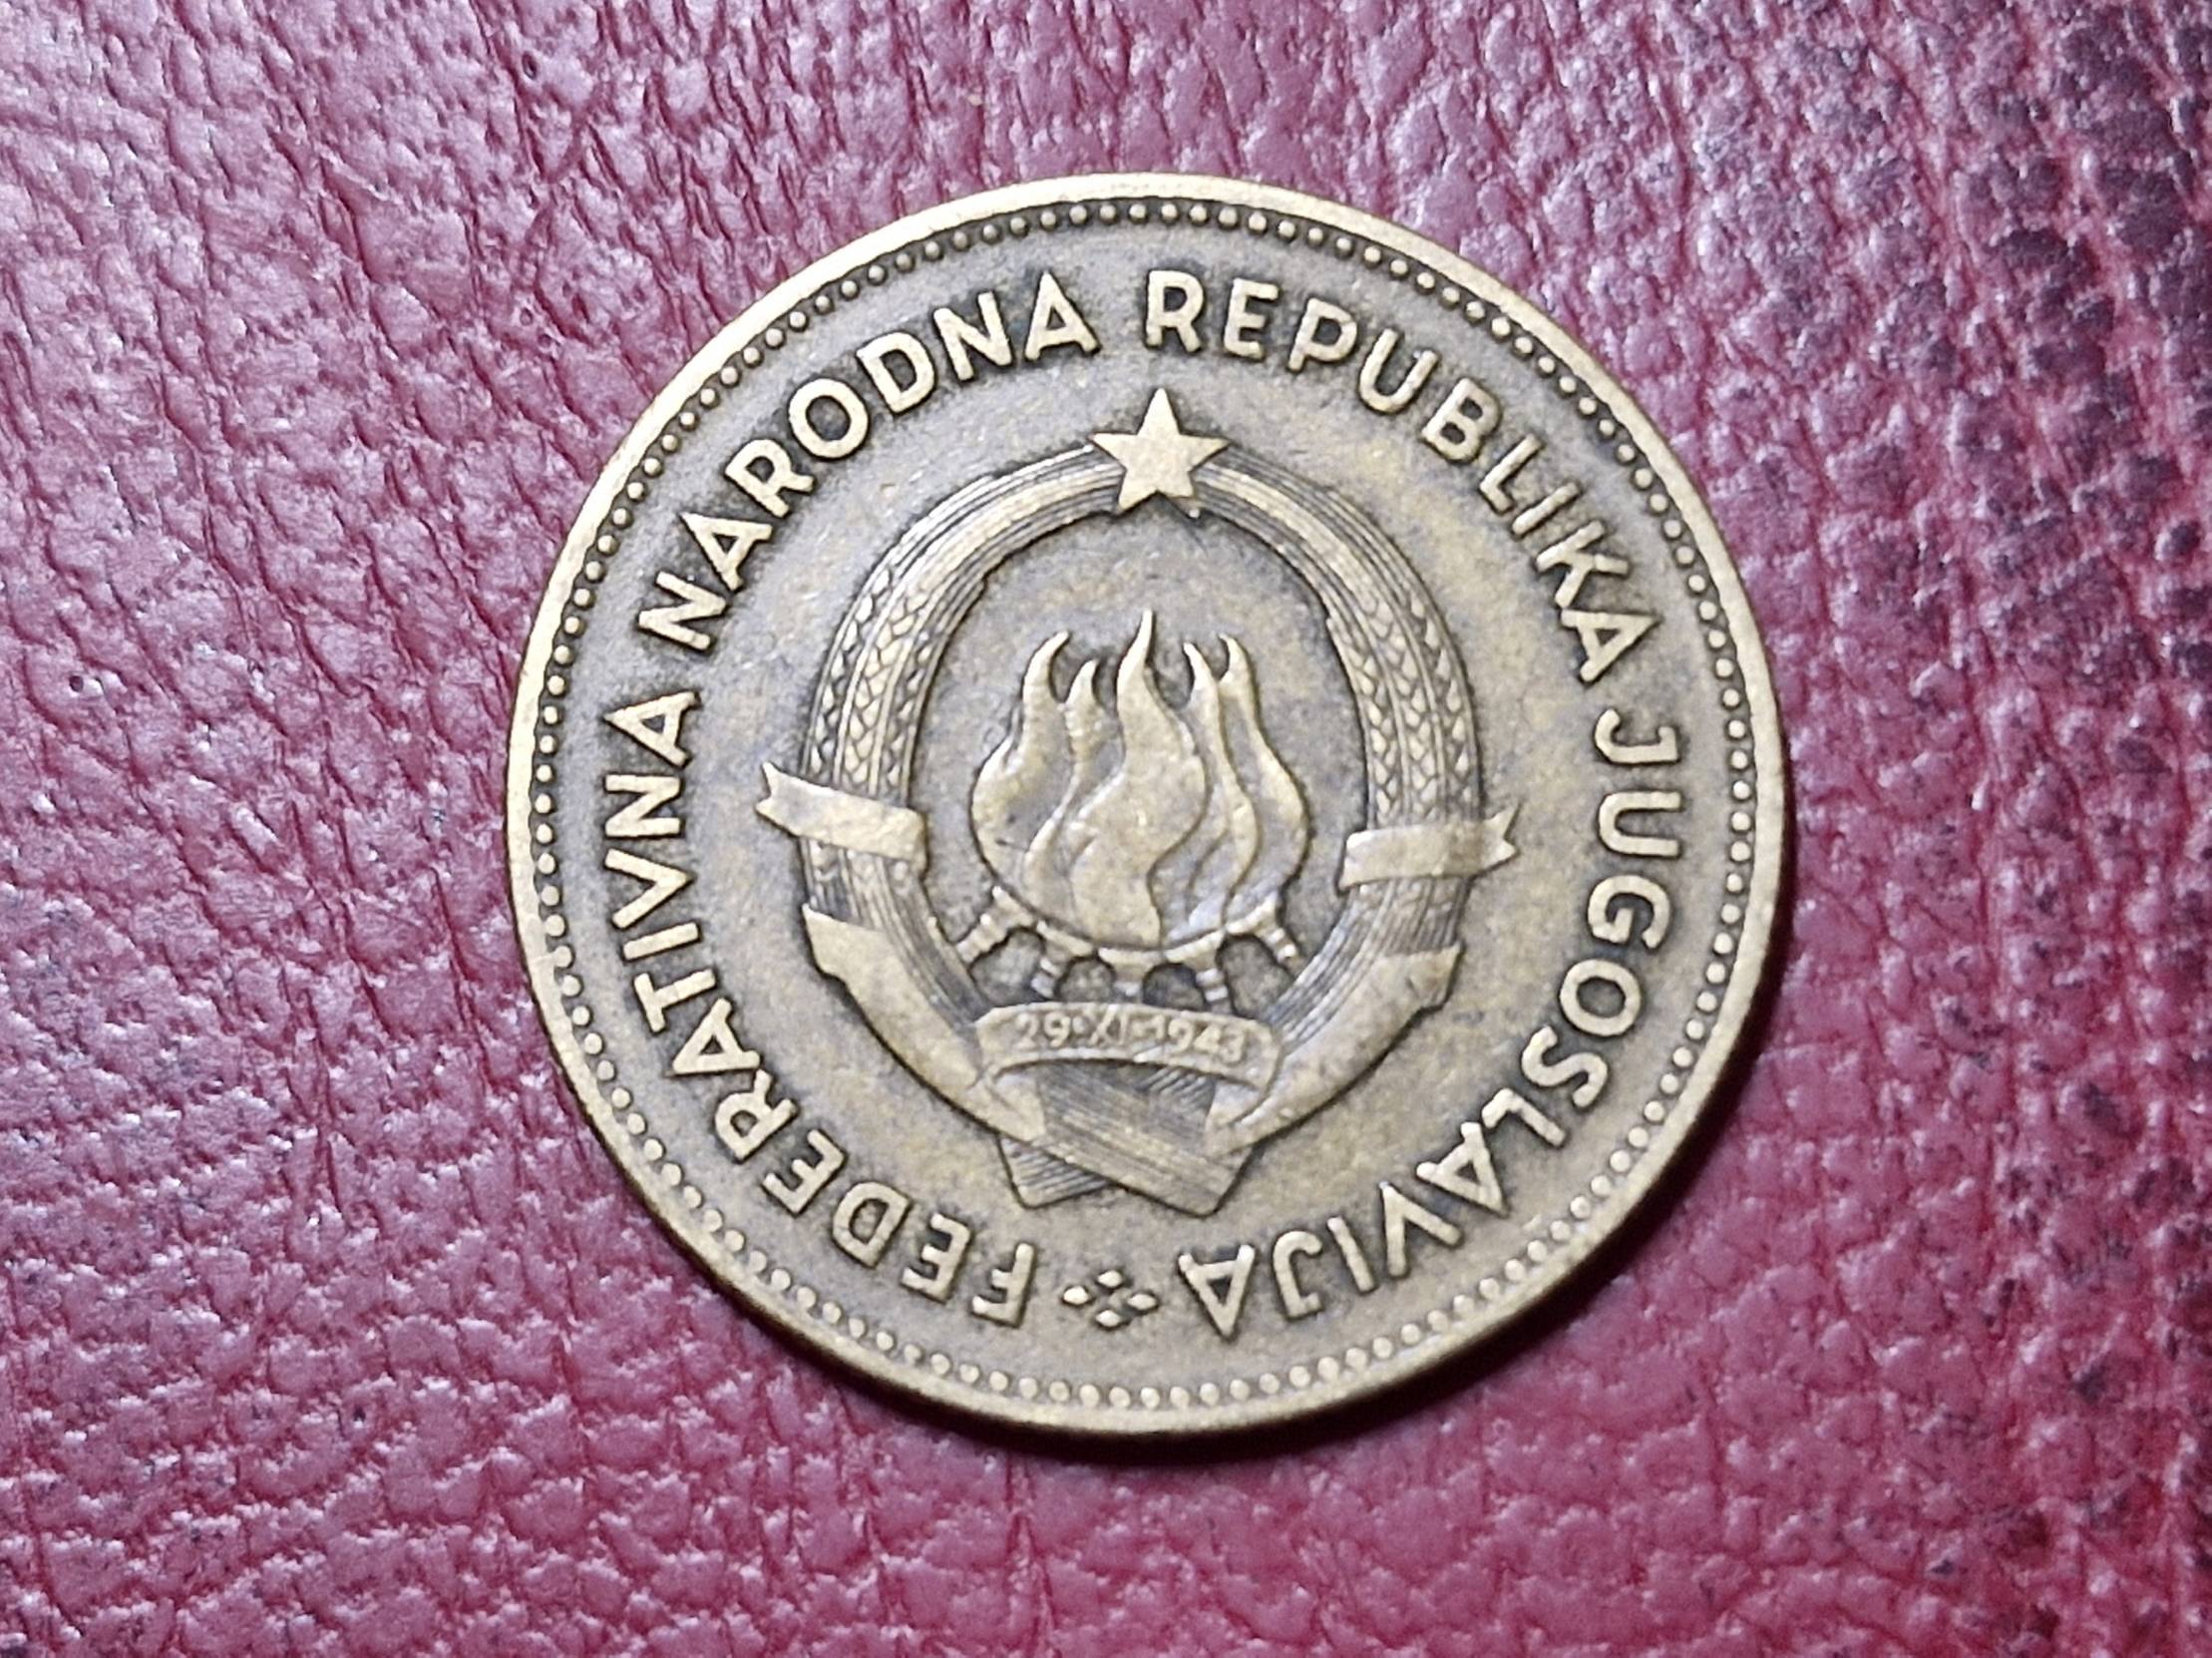 FEDERATIVNA NARODNA REPUBLIKA JUGOSLAVIJA
29•XI•1943